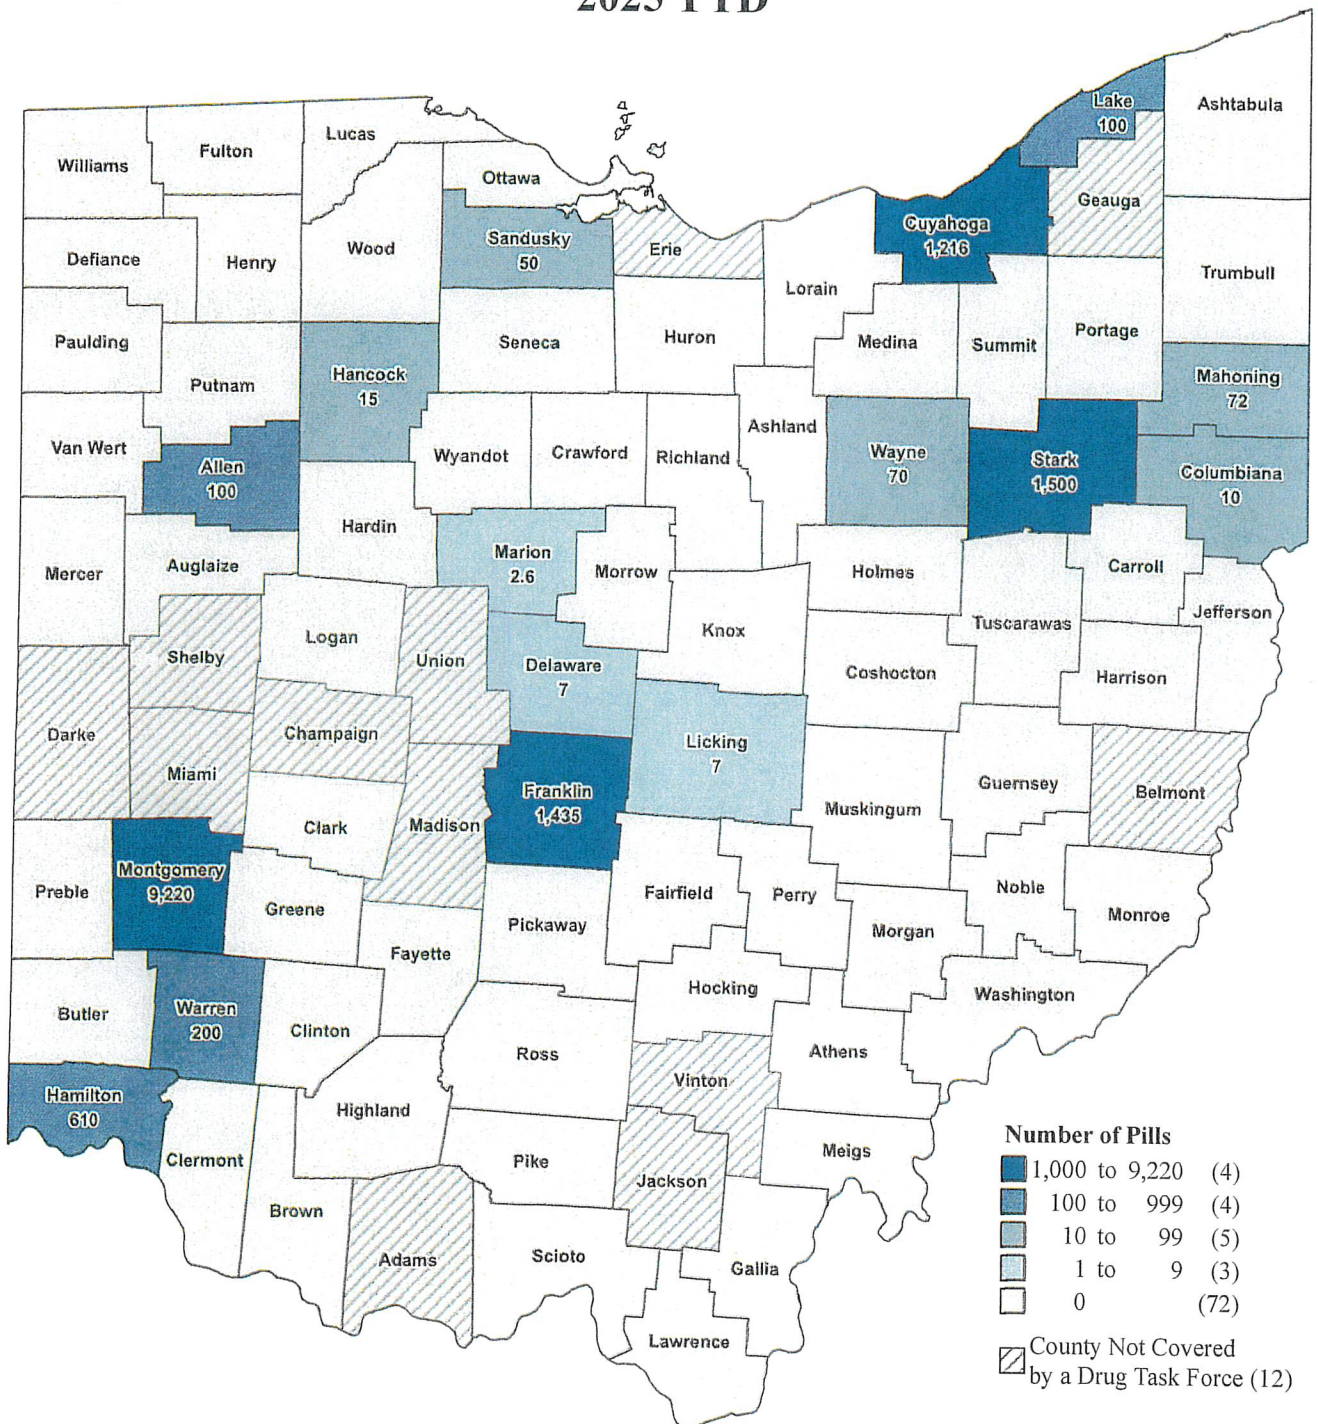 YTD
Lake
100
Ashtabula
Lucas
Williams
Fulton
Ottawa
Geauga
Cuyahoga
1,216
Sandusky
50
Erie
Wood
Defiance
Henry
Trumbull
Lorain
Paulding
Seneca
Huron
Medina
Summit
Portage
Putnam
Hancock
15
Mahoning
72
Van Wert
Allen
100
Wyandot
Crawford
Richland
Ashland
Wayne
70
Stark
1,500
Columbiana
10
Hardin
Marion
2.6
Morrow
Mercer
Auglaize
Holmes
Carroll
Jefferson
Tuscarawas
Logan
Knox
Shelby
Union
Delaware
7
Coshocton
Harrison
Darke
Champaign
Licking
7
Miami
Franklin
1,435
Guernsey
Belmont
Clark
Madison
Muskingum
Montgomery
9,220
Preble
Greene
Fairfield
Perry
Noble
Monroe
Pickaway
Morgan
Fayette
Hocking
Washington
Butler
Warren
200
Clinton
Ross
Athens
Vinton
Hamilton
610
Highland
Clermont
Pike
Meigs
Jackson
Brown
Adams
Scioto
Gallia
Lawrence
Number of Pills
1,000 to 9,220 (4)
100 to 999 (4)
10 to 99 (5)
1 to 9 (3)
0 (72)
County Not Covered
by a Drug Task Force (12)